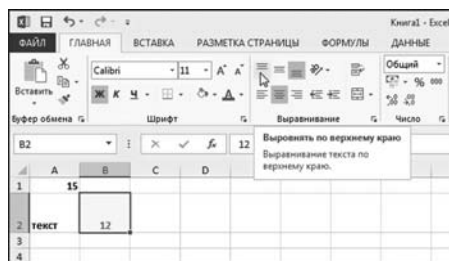 Книга1 - Excel
ФАЙЛ ГЛАВНАЯ ВСТАВКА РАЗМЕТКА СТРАНИЦЫ ФОРМУЛЫ ДАННЫЕ
Calibri 11 A A Общий
Вставить Ж К Ч A % 000
Буфер обмена Шрифт Выравнивание Число
B2 fx 12
Выровнять по верхнему краю
Выравнивание текста по
верхнему краю.
A B C D
1 15
2 текст 12
3
4